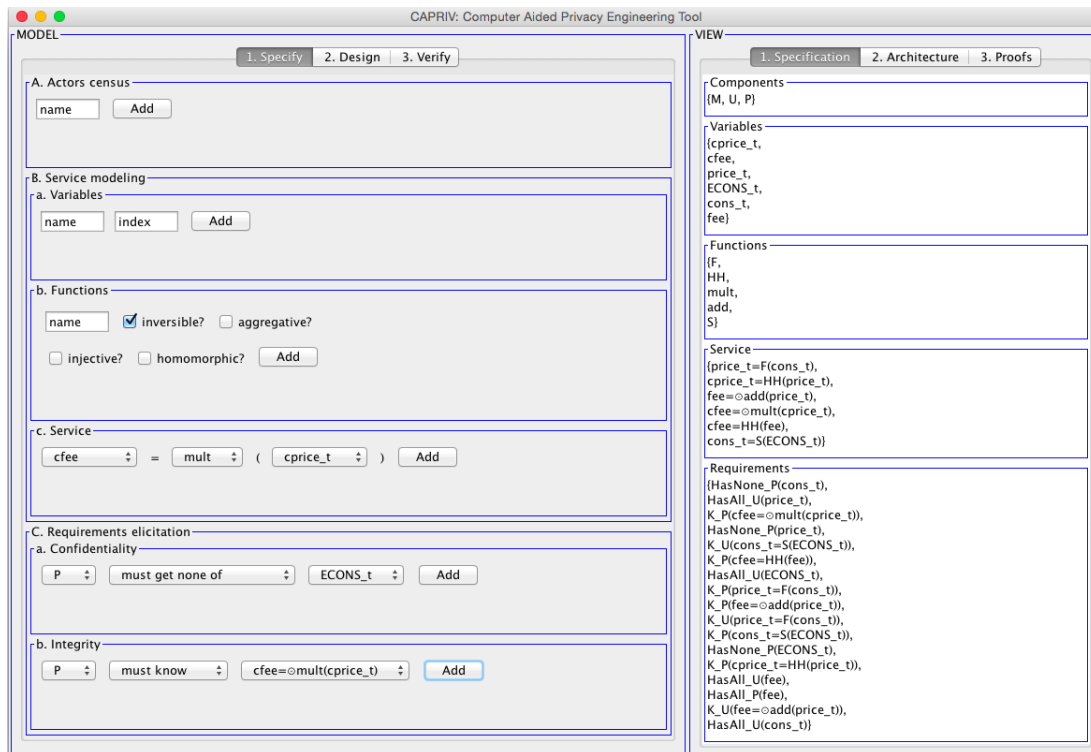 CAPRIV: Computer Aided Privacy Engineering Tool
MODEL
1. Specify 2. Design 3. Verify
A. Actors census
name Add
B. Service modeling
a. Variables
name index Add
b. Functions
name inversible? aggregative?
injective? homomorphic? Add
c. Service
cfee = mult ( cprice_t ) Add
C. Requirements elicitation
a. Confidentiality
P must get none of ECONS_t Add
b. Integrity
P must know cfee=⊙mult(cprice_t) Add
VIEW
1. Specification 2. Architecture 3. Proofs
Components
{M, U, P}
Variables
{cprice_t,
cfee,
price_t,
ECONS_t,
cons_t,
fee}
Functions
{F,
HH,
mult,
add,
S}
Service
{price_t=F(cons_t),
cprice_t=HH(price_t),
fee=⊙add(price_t),
cfee=⊙mult(cprice_t),
cfee=HH(fee),
cons_t=S(ECONS_t)}
Requirements
{HasNone_P(cons_t),
HasAll_U(price_t),
K_P(cfee=⊙mult(cprice_t)),
HasNone_P(price_t),
K_U(cons_t=S(ECONS_t)),
K_P(cfee=HH(fee)),
HasAll_U(ECONS_t),
K_P(price_t=F(cons_t)),
K_P(fee=⊙add(price_t)),
K_U(price_t=F(cons_t)),
K_P(cons_t=S(ECONS_t)),
HasNone_P(ECONS_t),
K_P(cprice_t=HH(price_t)),
HasAll_U(fee),
HasAll_P(fee),
K_U(fee=⊙add(price_t)),
HasAll_U(cons_t)}